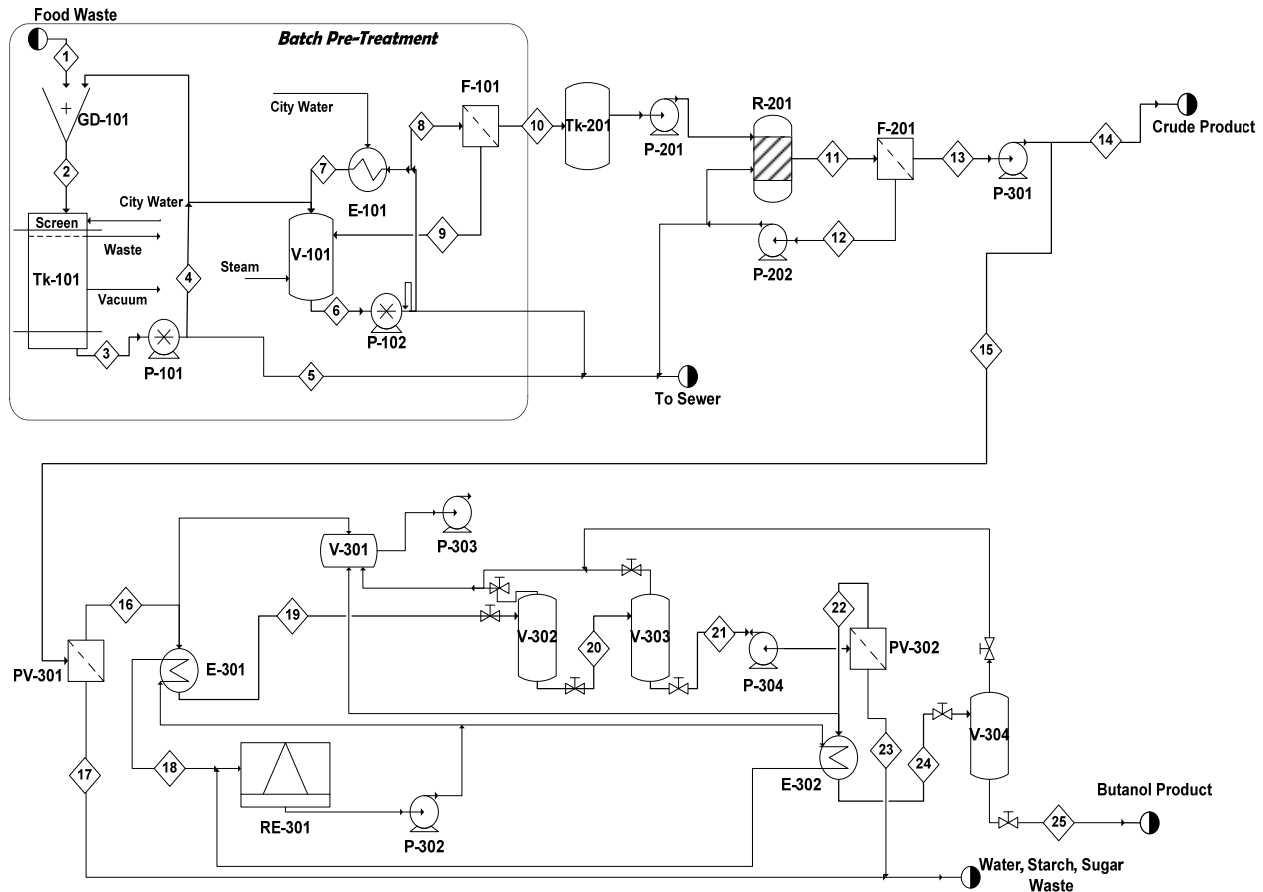 Food Waste
Batch Pre-Treatment
1
GD-101
2
City Water
Screen
Waste
Tk-101
Vacuum
3
P-101
4
5
City Water
7
E-101
8
F-101
9
V-101
Steam
6
P-102
10
Tk-201
P-201
R-201
11
F-201
12
P-202
13
P-301
14
Crude Product
15
To Sewer
V-301
P-303
16
PV-301
E-301
19
V-302
20
V-303
21
P-304
22
PV-302
17
18
RE-301
P-302
E-302
23
24
V-304
25
Butanol Product
Water, Starch, Sugar
Waste